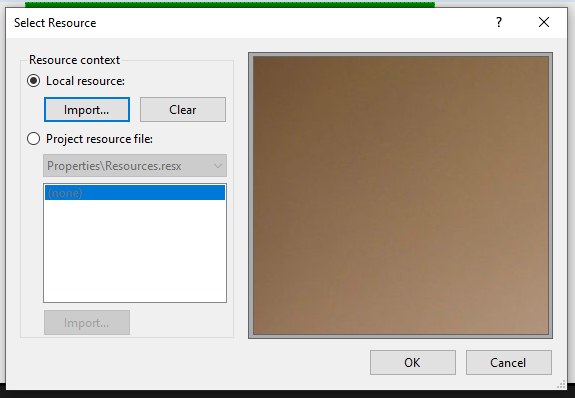 Select Resource
?
Resource context
Local resource:
Import...
Clear
Project resource file:
Properties\Resources.resx
(none)
Import...
OK
Cancel